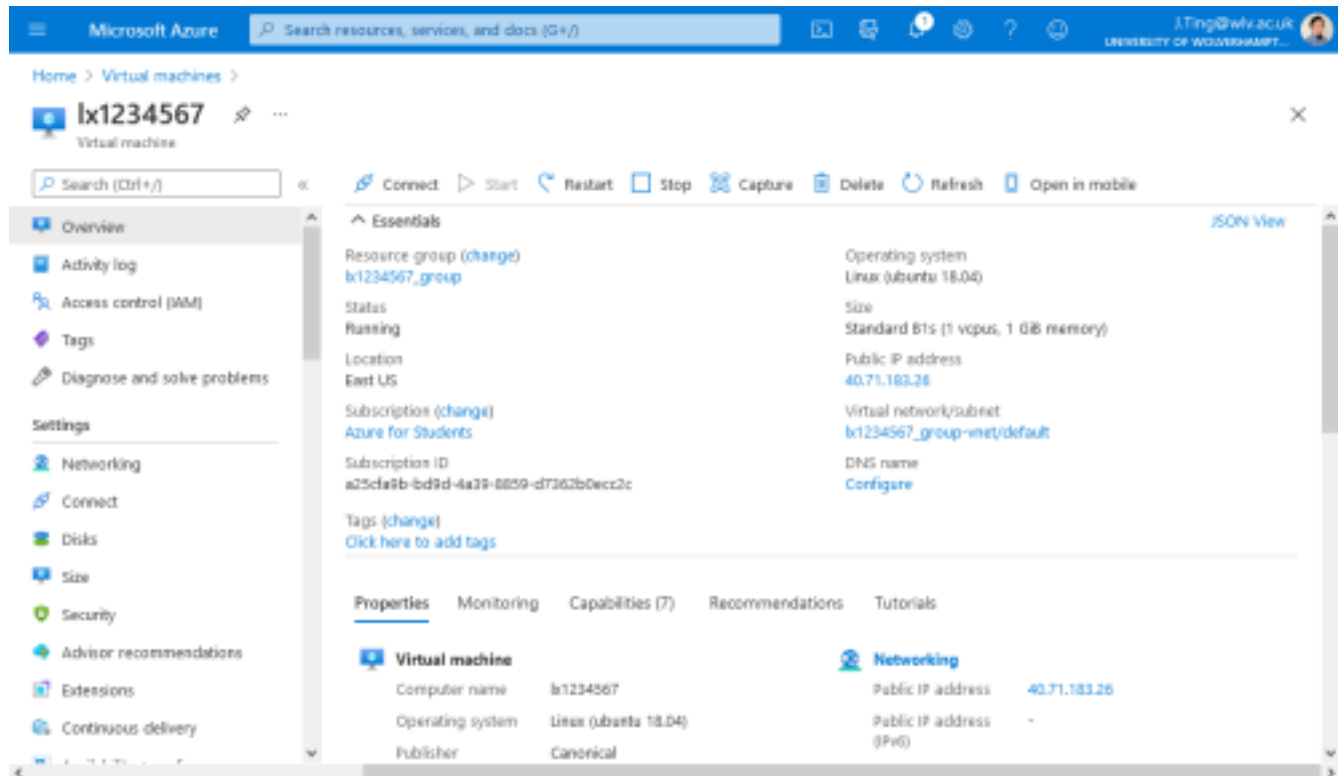 Microsoft Azure
Search resources, services, and docs (G+/)
J.Ting@wlv.ac.uk
UNIVERSITY OF WOLVERHAMPT...
Home > Virtual machines >
lx1234567
Virtual machine
Search (Ctrl+/)
Connect Start Restart Stop Capture Delete Refresh Open in mobile
Overview
Activity log
Access control (IAM)
Tags
Diagnose and solve problems
Settings
Networking
Connect
Disks
Size
Security
Advisor recommendations
Extensions
Continuous delivery
Essentials
JSON View
Resource group (change)
lx1234567_group
Status
Running
Location
East US
Subscription (change)
Azure for Students
Subscription ID
a25cfa9b-bd9d-4a39-8859-d7362b0ecc2c
Tags (change)
Click here to add tags
Operating system
Linux (ubuntu 18.04)
Size
Standard B1s (1 vcpus, 1 GiB memory)
Public IP address
40.71.183.26
Virtual network/subnet
lx1234567_group-vnet/default
DNS name
Configure
Properties Monitoring Capabilities (7) Recommendations Tutorials
Virtual machine
Computer name lx1234567
Operating system Linux (ubuntu 18.04)
Publisher Canonical
Networking
Public IP address 40.71.183.26
Public IP address -
(IPv6)